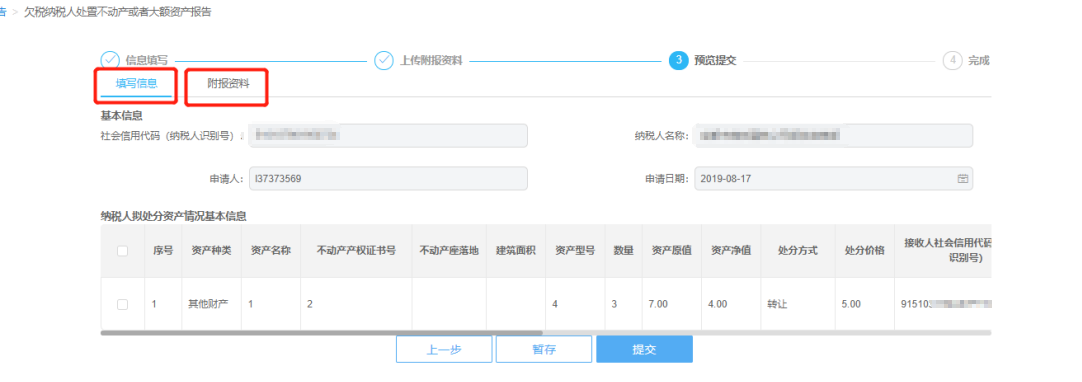 告 > 欠税纳税人处置不动产或者大额资产报告
信息填写 上传附报资料 3 预览提交 4 完成
填写信息 附报资料
基本信息
社会信用代码（纳税人识别号）: 纳税人名称:
申请人: I37373569 申请日期: 2019-08-17
纳税人拟处分资产情况基本信息
序号 资产种类 资产名称 不动产产权证书号 不动产座落地 建筑面积 资产型号 数量 资产原值 资产净值 处分方式 处分价格 接收人社会信用代码
识别号)
1 其他财产 1 2 4 3 7.00 4.00 转让 5.00 91510
上一步 暂存 提交